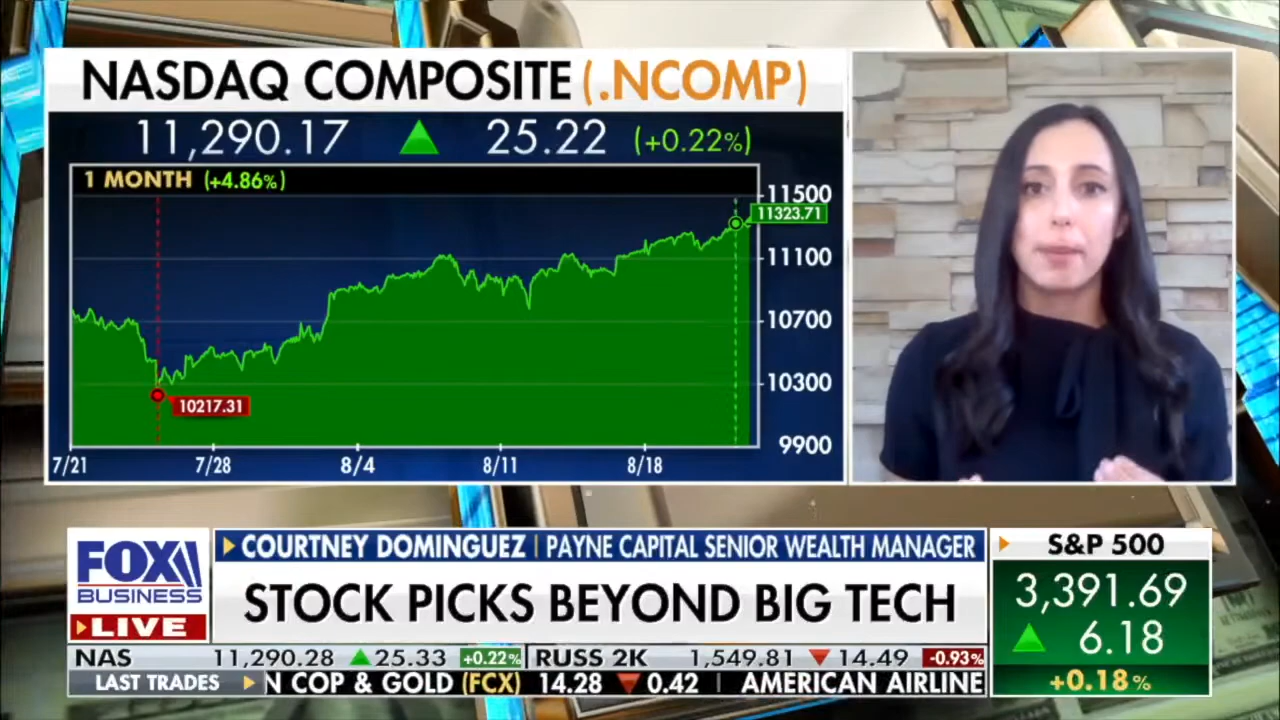 NASDAQ COMPOSITE (.NCOMP)
11,290.17 ▲ 25.22 (+0.22%)
1 MONTH (+4.86%)
11500
11323.71
11100
10700
10300
10217.31
9900
7/21 7/28 8/4 8/11 8/18
FOX BUSINESS
LIVE
COURTNEY DOMINGUEZ | PAYNE CAPITAL SENIOR WEALTH MANAGER
STOCK PICKS BEYOND BIG TECH
S&P 500
3,391.69
▲ 6.18
+0.18%
NAS 11,290.28 ▲ 25.33 +0.22% RUSS 2K 1,549.81 ▼ 14.49 -0.93%
LAST TRADES N COP & GOLD (FCX) 14.28 ▼ 0.42 | AMERICAN AIRLINE